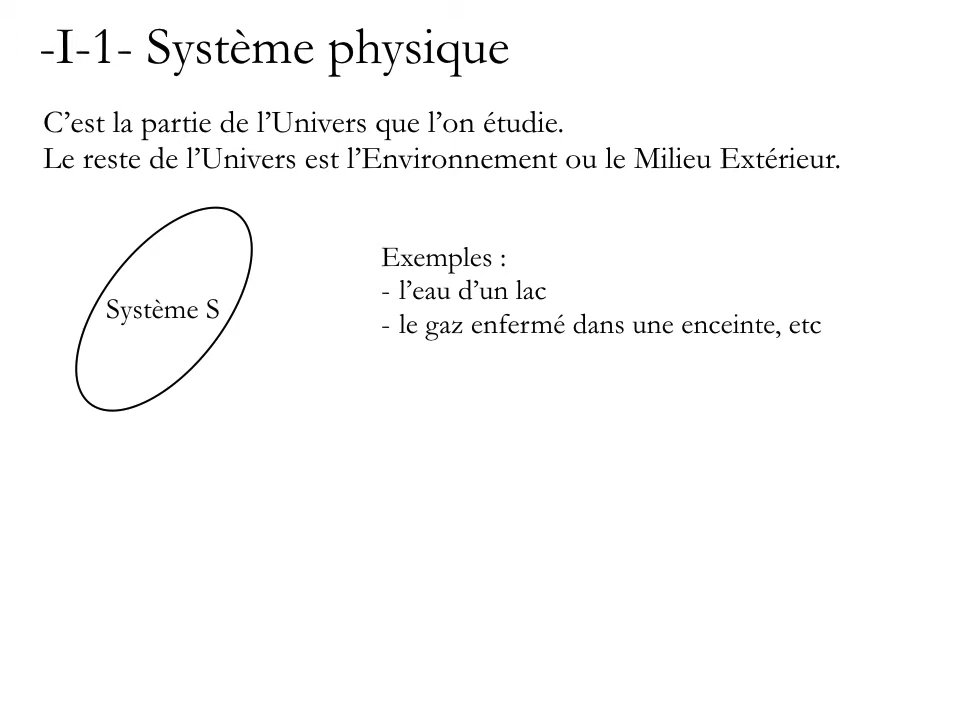 -I-1- Système physique
C’est la partie de l’Univers que l’on étudie.
Le reste de l’Univers est l’Environnement ou le Milieu Extérieur.
Système S
Exemples :
- l’eau d’un lac
- le gaz enfermé dans une enceinte, etc